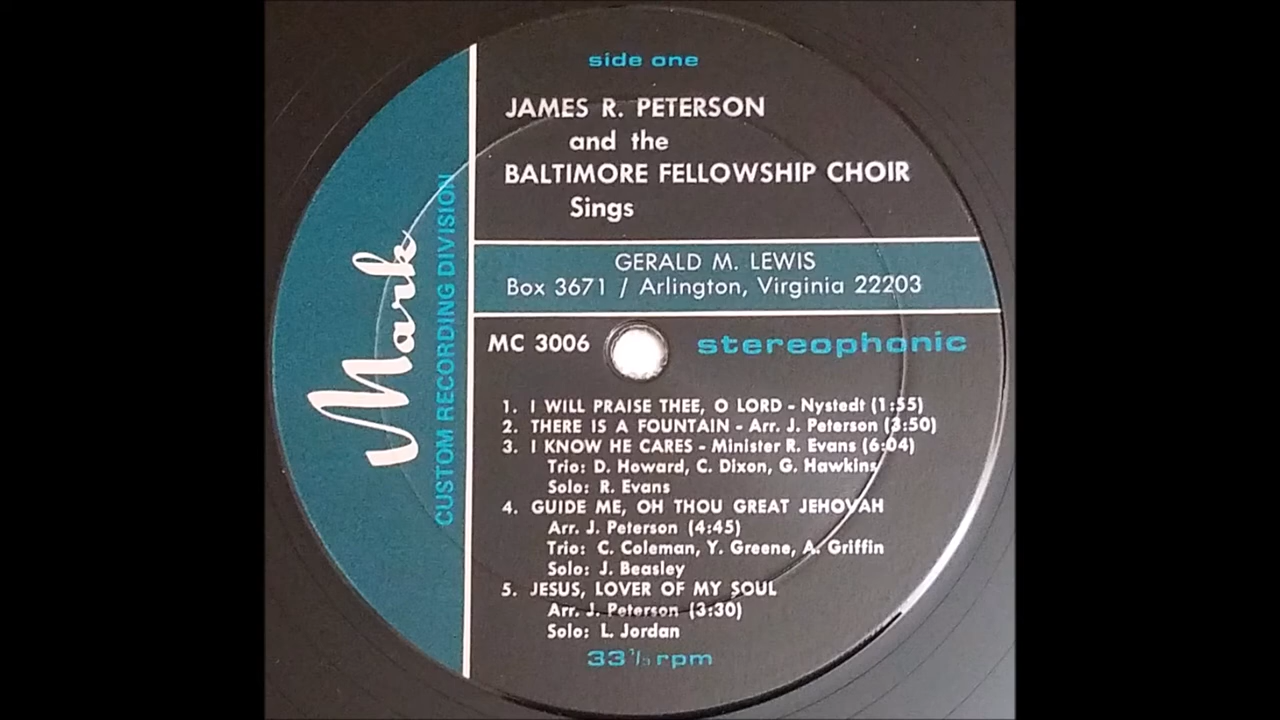 side one
JAMES R. PETERSON
and the
BALTIMORE FELLOWSHIP CHOIR
Sings
GERALD M. LEWIS
Box 3671 / Arlington, Virginia 22203
Mark
CUSTOM RECORDING DIVISION
MC 3006
stereophonic
1. I WILL PRAISE THEE, O LORD - Nystedt (1:55)
2. THERE IS A FOUNTAIN - Arr. J. Peterson (3:50)
3. I KNOW HE CARES - Minister R. Evans (6:04)
Trio: D. Howard, C. Dixon, G. Hawkins
Solo: R. Evans
4. GUIDE ME, OH THOU GREAT JEHOVAH
Arr. J. Peterson (4:45)
Trio: C. Coleman, Y. Greene, A. Griffin
Solo: J. Beasley
5. JESUS, LOVER OF MY SOUL
Arr. J. Peterson (3:30)
Solo: L. Jordan
33 1/3 rpm